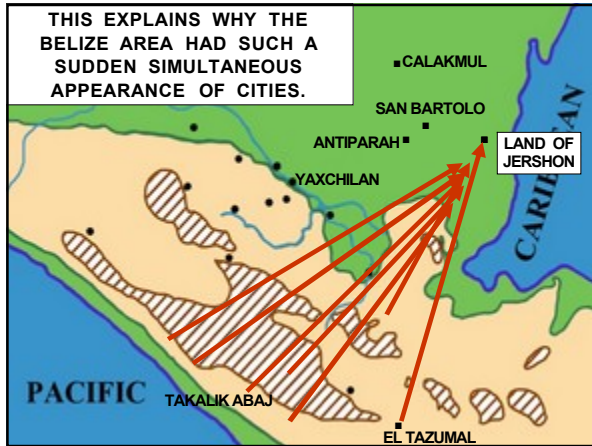 THIS EXPLAINS WHY THE
BELIZE AREA HAD SUCH A
SUDDEN SIMULTANEOUS
APPEARANCE OF CITIES.
CALAKMUL
SAN BARTOLO
ANTIPARAH
LAND OF
JERSHON
YAXCHILAN
CARIBBEAN
PACIFIC
TAKALIK ABAJ
EL TAZUMAL